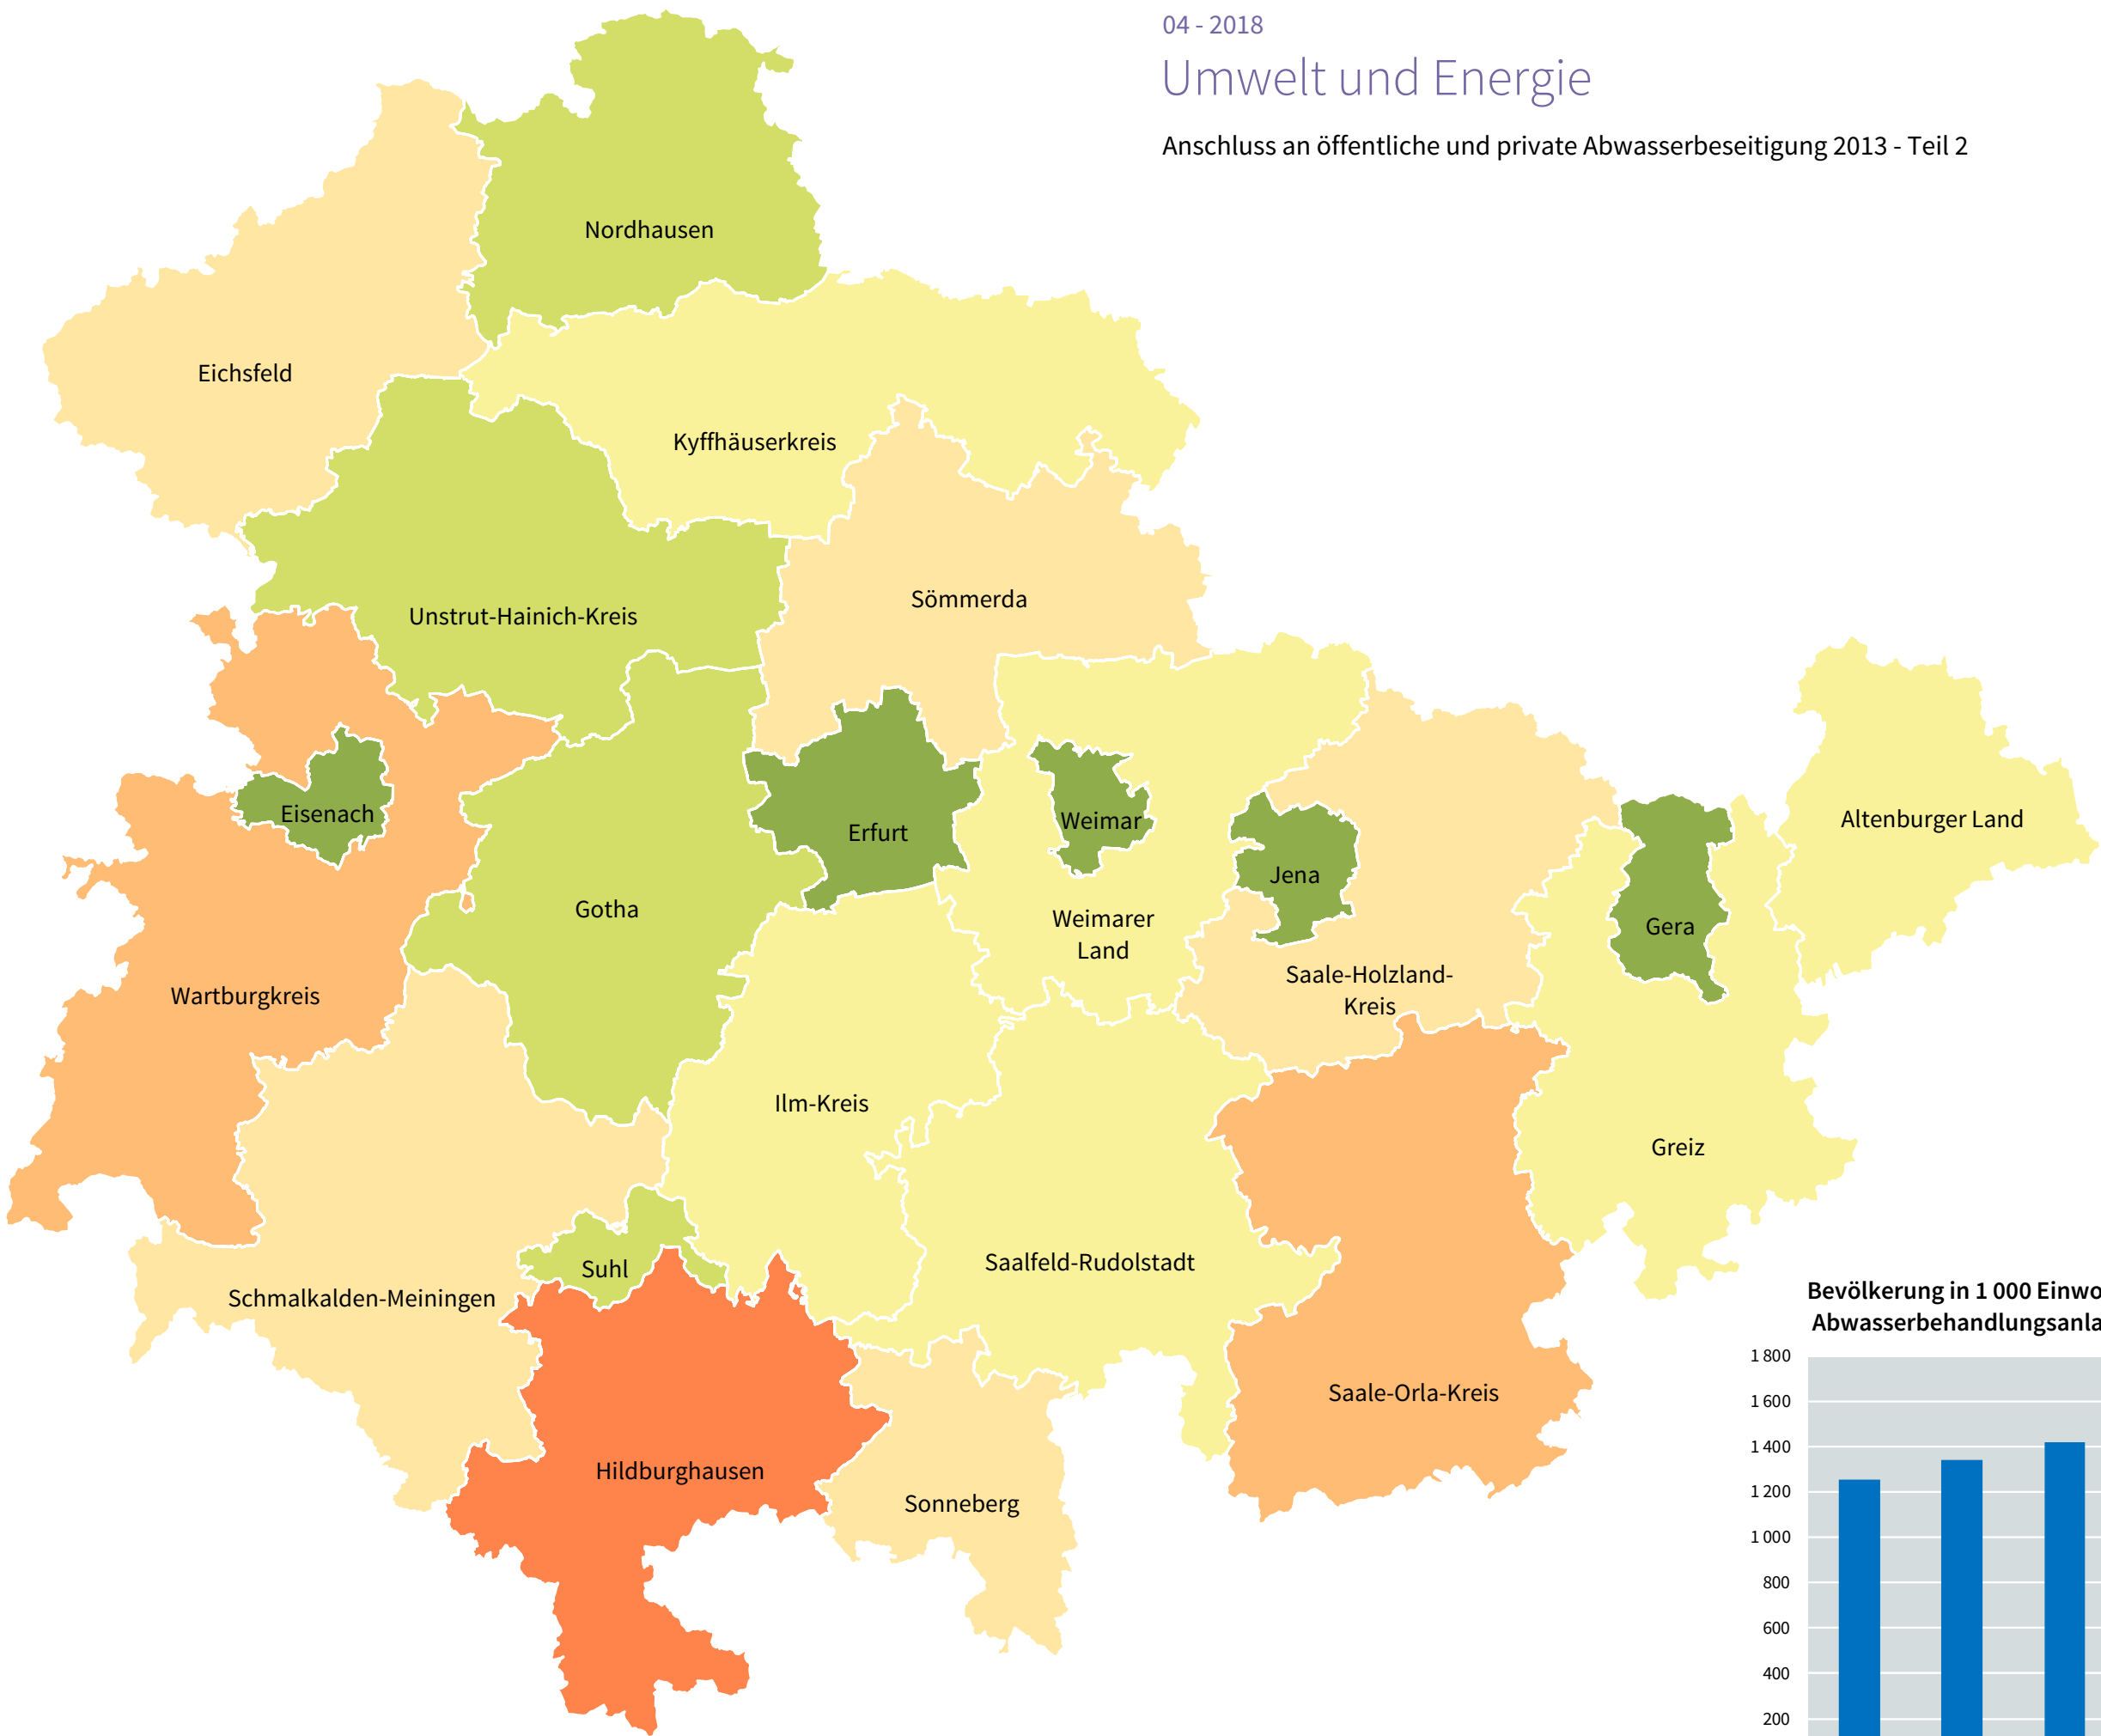 04 - 2018
Umwelt und Energie
Anschluss an öffentliche und private Abwasserbeseitigung 2013 - Teil 2
Nordhausen
Eichsfeld
Kyffhäuserkreis
Sömmerda
Unstrut-Hainich-Kreis
Eisenach
Erfurt
Weimar
Altenburger Land
Jena
Gotha
Weimarer
Land
Gera
Saale-Holzland-
Kreis
Wartburgkreis
Ilm-Kreis
Greiz
Saalfeld-Rudolstadt
Suhl
Schmalkalden-Meiningen
Saale-Orla-Kreis
Hildburghausen
Sonneberg
Bevölkerung in 1 000 Einwo
Abwasserbehandlungsanla
1 800
1 600
1 400
1 200
1 000
800
600
400
200